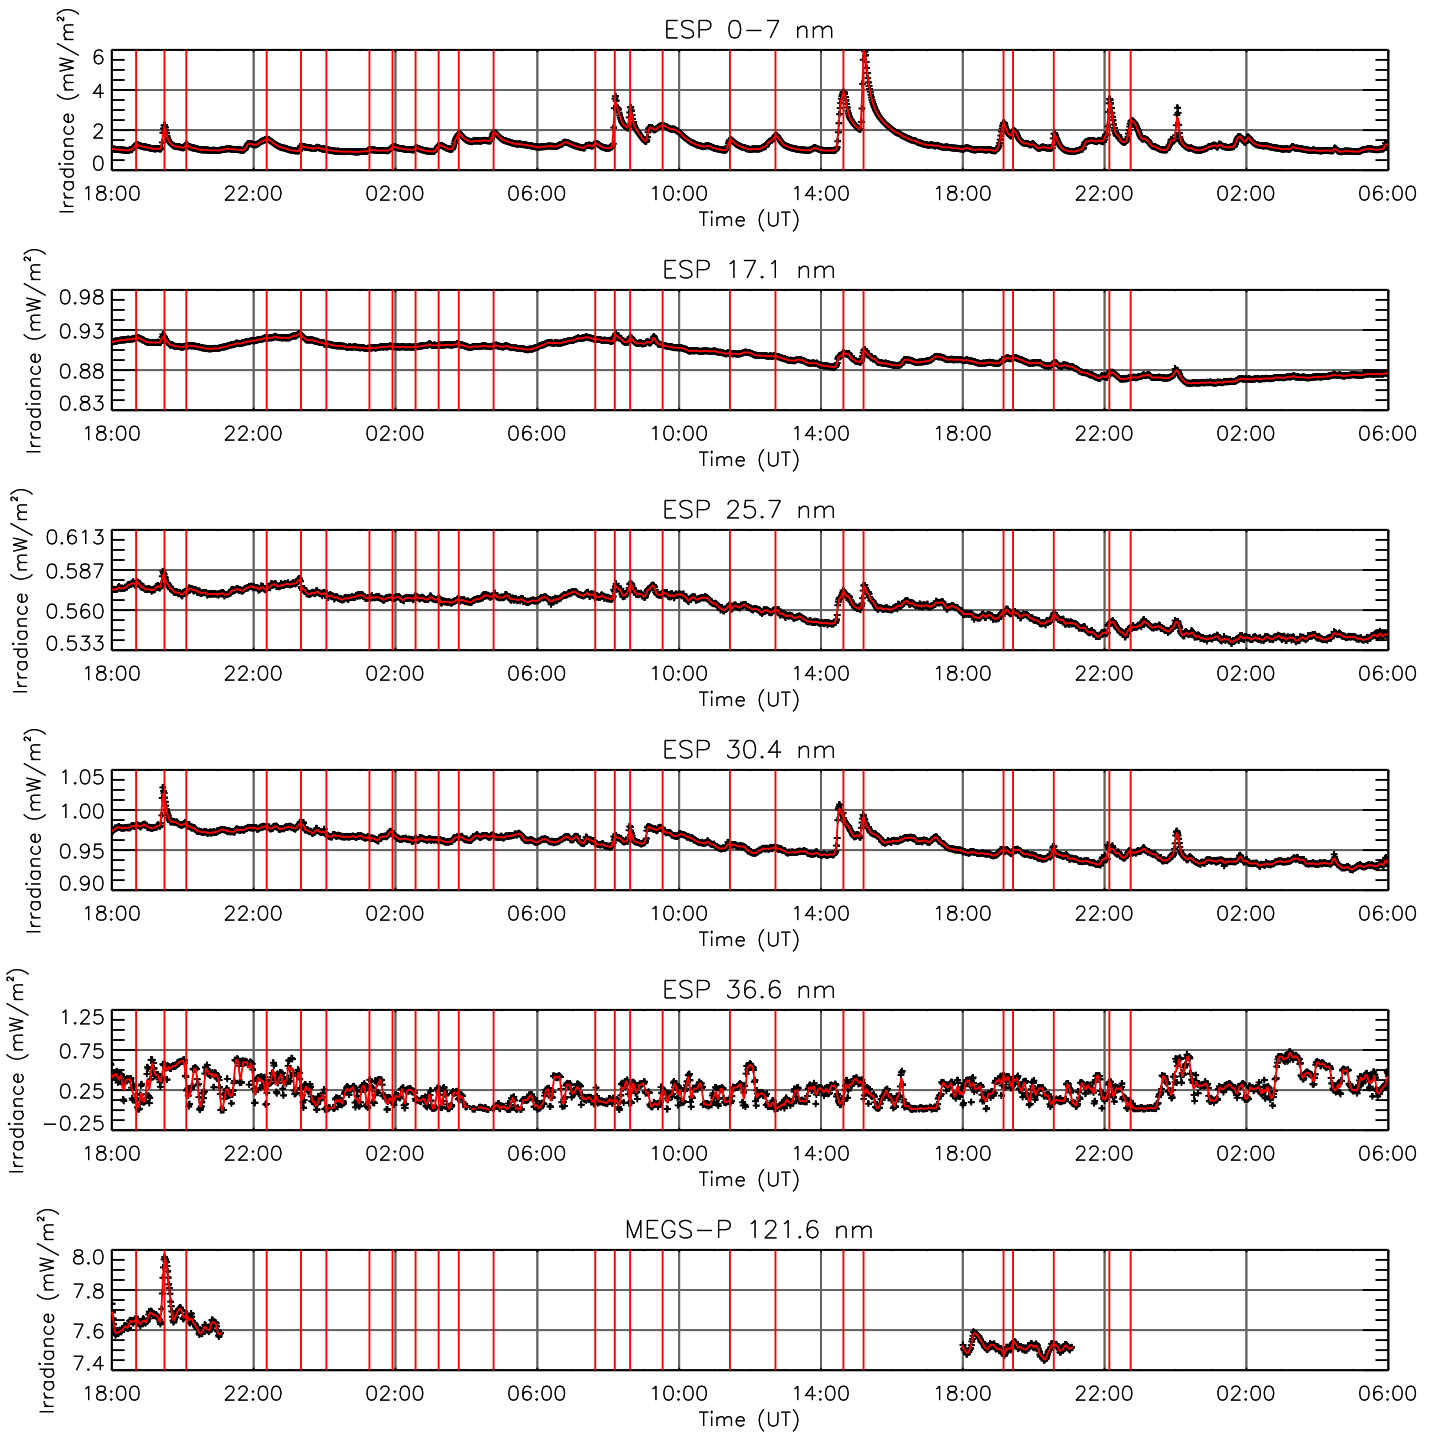 ESP 0-7 nm
Irradiance (mW/m²)
6
4
2
0
18:00 22:00 02:00 06:00 10:00 14:00 18:00 22:00 02:00 06:00
Time (UT)
ESP 17.1 nm
Irradiance (mW/m²)
0.98
0.93
0.88
0.83
18:00 22:00 02:00 06:00 10:00 14:00 18:00 22:00 02:00 06:00
Time (UT)
ESP 25.7 nm
Irradiance (mW/m²)
0.613
0.587
0.560
0.533
18:00 22:00 02:00 06:00 10:00 14:00 18:00 22:00 02:00 06:00
Time (UT)
ESP 30.4 nm
Irradiance (mW/m²)
1.05
1.00
0.95
0.90
18:00 22:00 02:00 06:00 10:00 14:00 18:00 22:00 02:00 06:00
Time (UT)
ESP 36.6 nm
Irradiance (mW/m²)
1.25
0.75
0.25
-0.25
18:00 22:00 02:00 06:00 10:00 14:00 18:00 22:00 02:00 06:00
Time (UT)
MEGS-P 121.6 nm
Irradiance (mW/m²)
8.0
7.8
7.6
7.4
18:00 22:00 02:00 06:00 10:00 14:00 18:00 22:00 02:00 06:00
Time (UT)